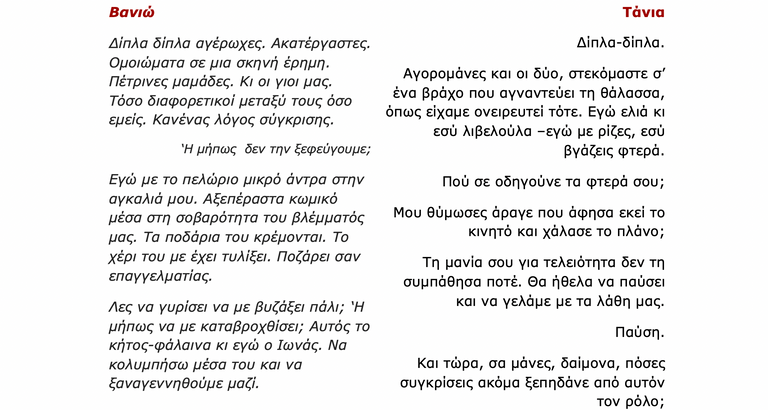 Βανιώ
Δίπλα δίπλα αγέρωχες. Ακατέργαστες.
Ομοιώματα σε μια σκηνή έρημη.
Πέτρινες μαμάδες. Κι οι γιοι μας.
Τόσο διαφορετικοί μεταξύ τους όσο
εμείς. Κανένας λόγος σύγκρισης.
‘Η μήπως  δεν την ξεφεύγουμε;
Εγώ με το πελώριο μικρό άντρα στην
αγκαλιά μου. Αξεπέραστα κωμικό
μέσα στη σοβαρότητα του βλέμματός
μας. Τα ποδάρια του κρέμονται. Το
χέρι του με έχει τυλίξει. Ποζάρει σαν
επαγγελματίας.
Λες να γυρίσει να με βυζάξει πάλι; ‘Η
μήπως να με καταβροχθίσει; Αυτός το
κήτος-φάλαινα κι εγώ ο Ιωνάς. Να
κολυμπήσω μέσα του και να
ξαναγεννηθούμε μαζί.
Τάνια
Δίπλα-δίπλα.
Αγορομάνες και οι δύο, στεκόμαστε σ’
ένα βράχο που αγναντεύει τη θάλασσα,
όπως είχαμε ονειρευτεί τότε. Εγώ ελιά κι
εσύ λιβελούλα –εγώ με ρίζες, εσύ
βγάζεις φτερά.
Πού σε οδηγούνε τα φτερά σου;
Μου θύμωσες άραγε που άφησα εκεί το
κινητό και χάλασε το πλάνο;
Τη μανία σου για τελειότητα δεν τη
συμπάθησα ποτέ. Θα ήθελα να παύσει
και να γελάμε με τα λάθη μας.
Παύση.
Και τώρα, σα μάνες, δαίμονα, πόσες
συγκρίσεις ακόμα ξεπηδάνε από αυτόν
τον ρόλο;